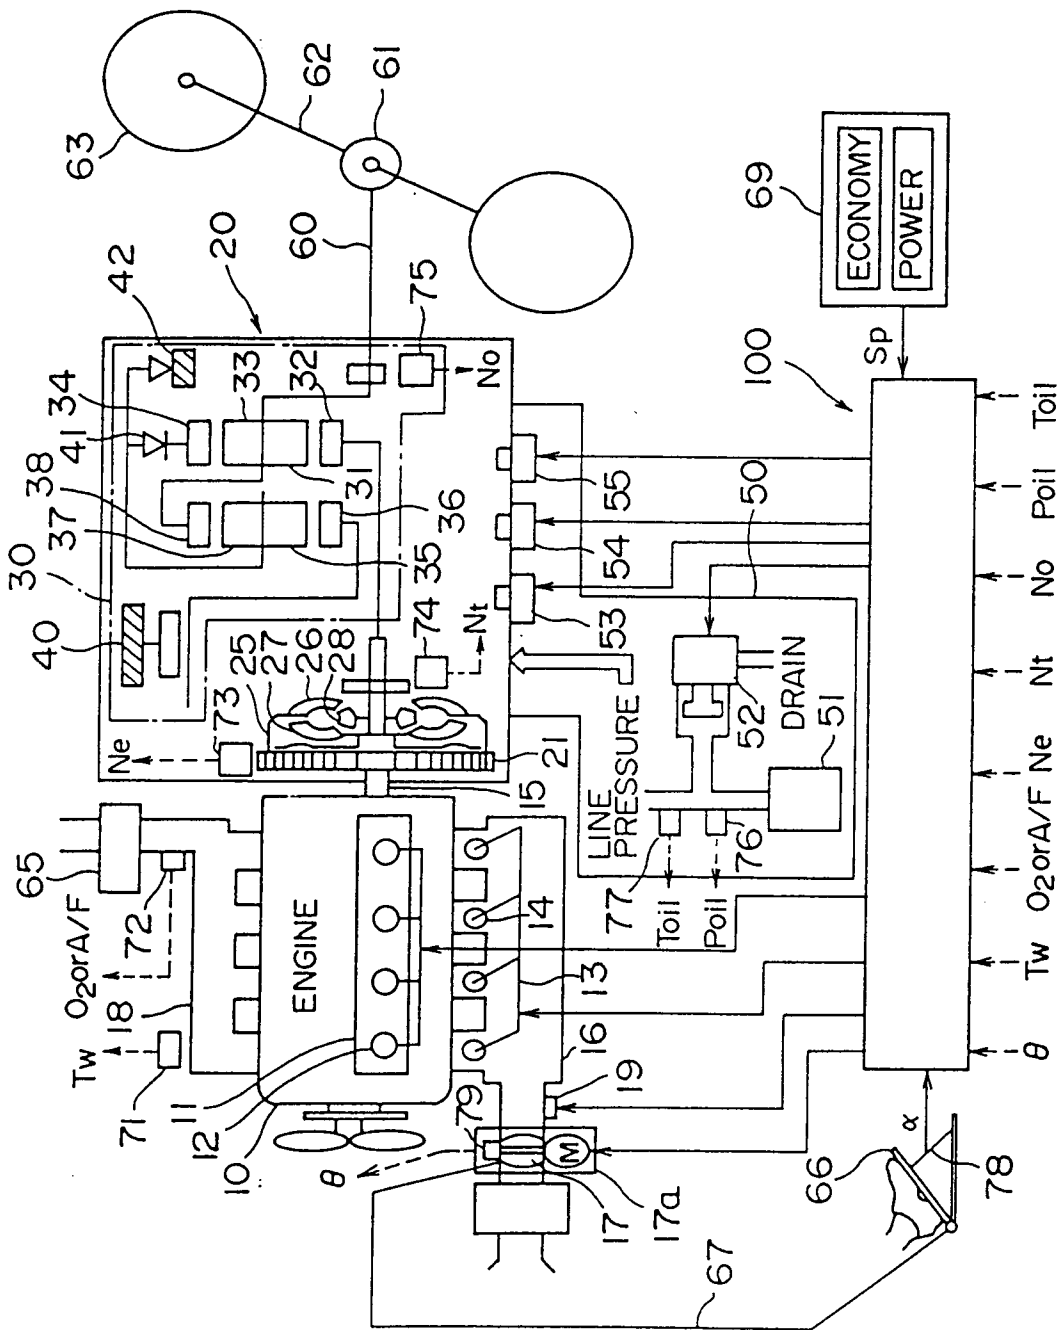 63
62
61
60
20
42
34
41
38
37
30
40
33
32
31
36
35
75
No
25
27
26
28
74
Nt
73
Ne
21
15
65
72
O2orA/F
18
Tw
71
ENGINE
11
12
10
14
13
16
19
79
θ
M
17
17a
67
66
78
α
55
54
53
50
LINE
PRESSURE
52
DRAIN
51
77
76
Toil
Poil
69
ECONOMY
POWER
Sp
100
θ
Tw
O2orA/F
Ne
Nt
No
Poil
Toil